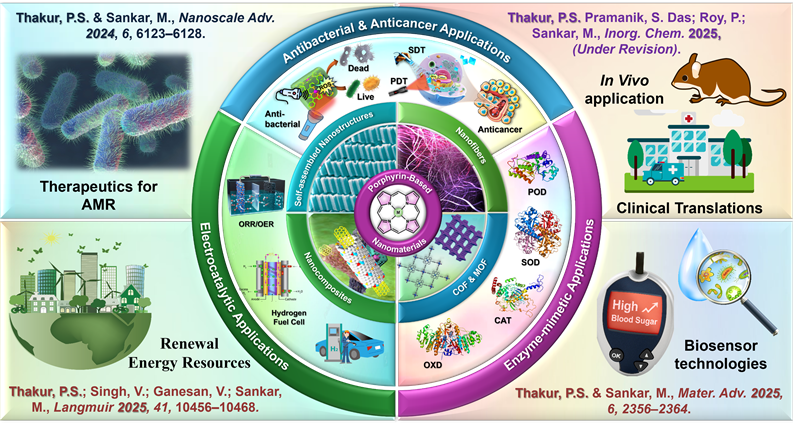 Thakur, P.S. & Sankar, M., Nanoscale Adv.
2024, 6, 6123–6128.
Therapeutics for
AMR
Thakur, P.S. Pramanik, S. Das; Roy, P.;
Sankar, M., Inorg. Chem. 2025,
(Under Revision).
In Vivo
application
Clinical Translations
Antibacterial & Anticancer Applications
Dead
ROS
Live
Anti-
bacterial
SDT
PDT
Anticancer
Self-assembled Nanostructures
Nanofibers
Porphyrin-Based
M
Nanomaterials
Nanocomposites
COF & MOF
Electrocatalytic Applications
ORR/OER
Hydrogen
Fuel Cell
H₂
Enzyme-mimetic Applications
POD
SOD
CAT
OXD
Renewal
Energy Resources
Thakur, P.S.; Singh, V.; Ganesan, V.; Sankar,
M., Langmuir 2025, 41, 10456–10468.
High
Blood Sugar
OK
Biosensor
technologies
Thakur, P.S. & Sankar, M., Mater. Adv. 2025,
6, 2356–2364.